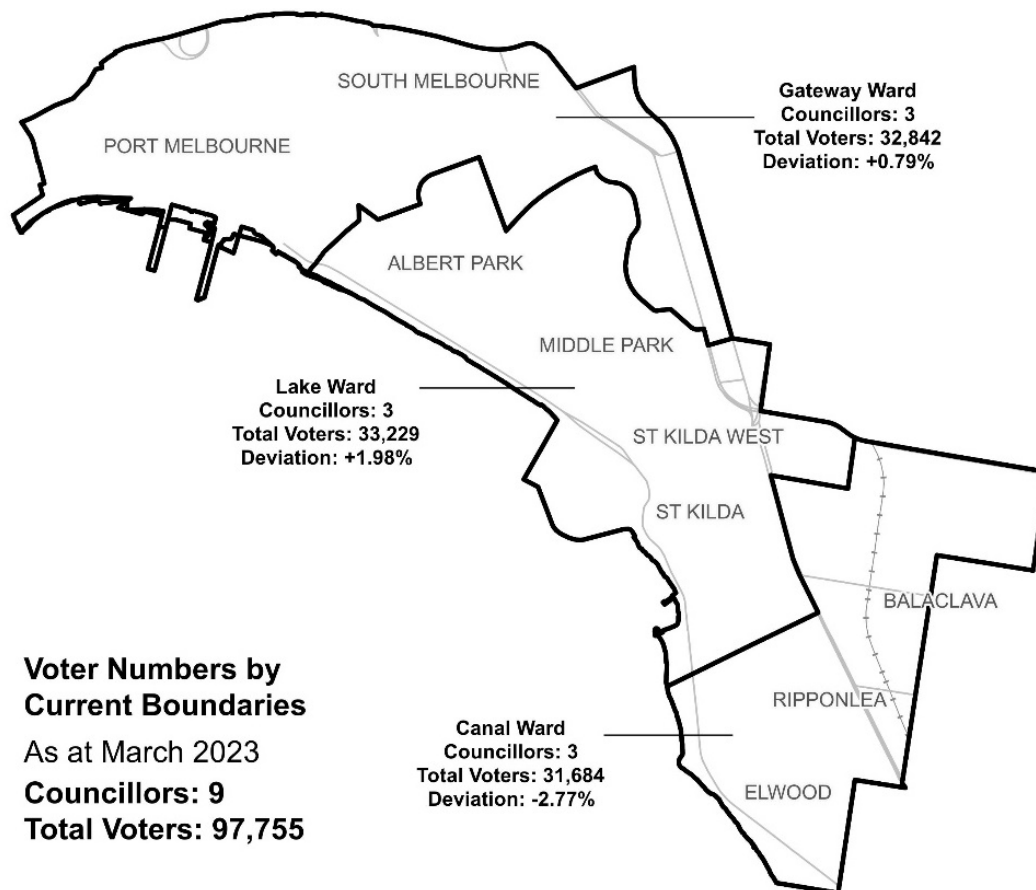 SOUTH MELBOURNE
PORT MELBOURNE
Gateway Ward
Councillors: 3
Total Voters: 32,842
Deviation: +0.79%
ALBERT PARK
MIDDLE PARK
Lake Ward
Councillors: 3
Total Voters: 33,229
Deviation: +1.98%
ST KILDA WEST
ST KILDA
BALACLAVA
RIPPONLEA
ELWOOD
Canal Ward
Councillors: 3
Total Voters: 31,684
Deviation: -2.77%
Voter Numbers by
Current Boundaries
As at March 2023
Councillors: 9
Total Voters: 97,755